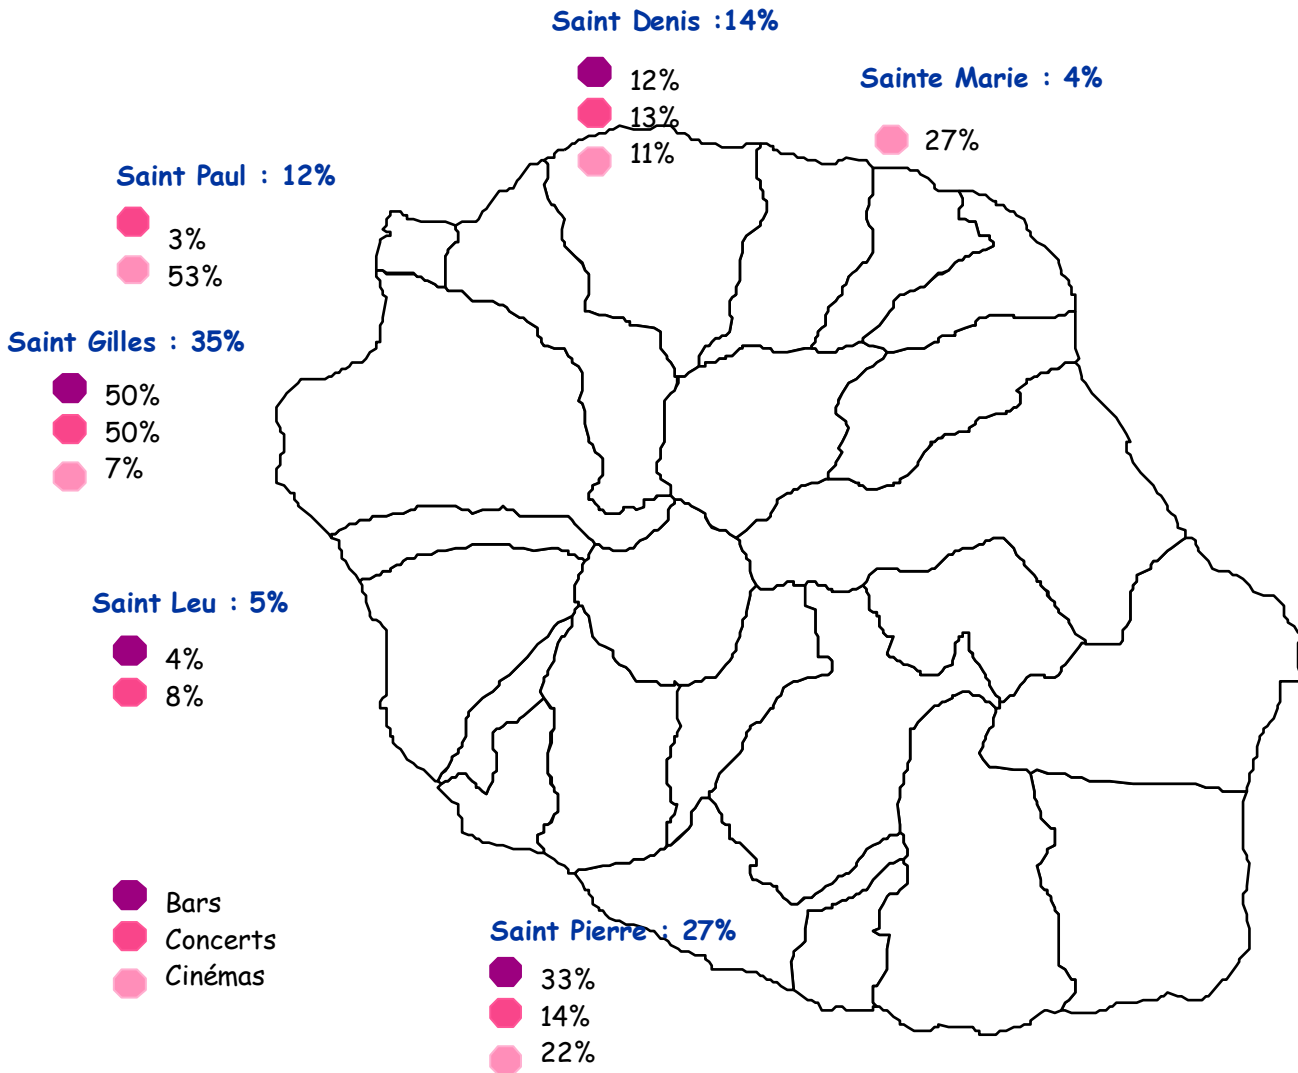 Saint Denis :14%
12%
13%
11%
Sainte Marie : 4%
27%
Saint Paul : 12%
3%
53%
Saint Gilles : 35%
50%
50%
7%
Saint Leu : 5%
4%
8%
Bars
Concerts
Cinémas
Saint Pierre : 27%
33%
14%
22%